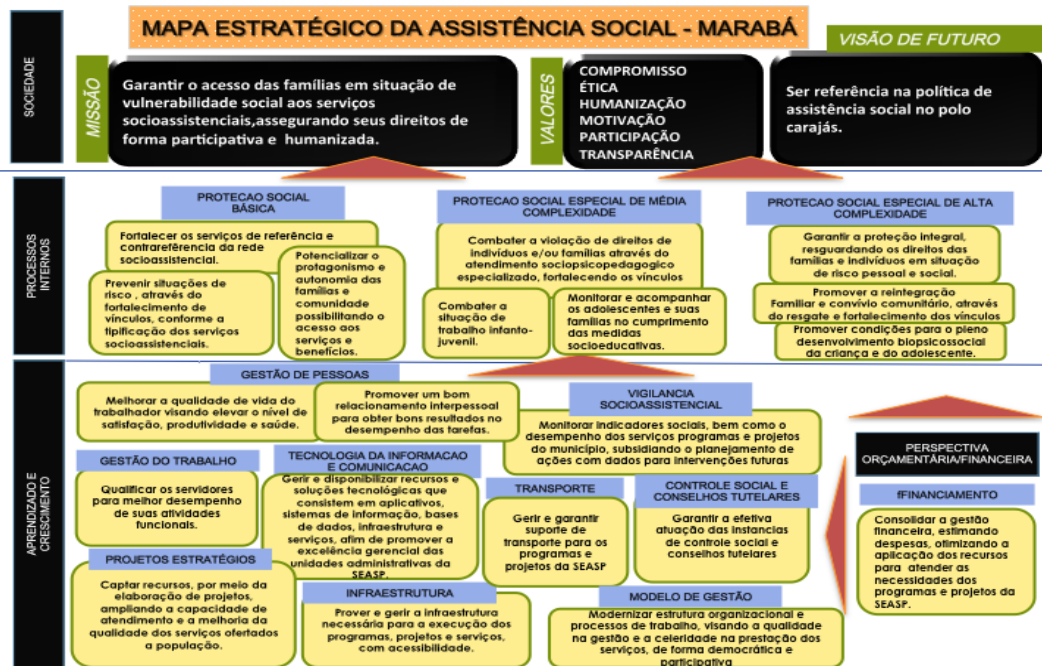 MAPA ESTRATÉGICO DA ASSISTÊNCIA SOCIAL - MARABÁ
SOCIEDADE
MISSÃO
Garantir o acesso das famílias em situação de
vulnerabilidade social aos serviços
socioassistenciais,assegurando seus direitos de
forma participativa e humanizada.
VALORES
COMPROMISSO
ÉTICA
HUMANIZAÇÃO
MOTIVAÇÃO
PARTICIPAÇÃO
TRANSPARÊNCIA
VISÃO DE FUTURO
Ser referência na política de
assistência social no polo
carajás.
PROCESSOS
INTERNOS
PROTECAO SOCIAL
BÁSICA
Fortalecer os serviços de referência e
contrarefêrencia da rede
socioassistencial.
Prevenir situações de
risco , através do
fortalecimento de
vínculos, conforme a
tipificação dos serviços
socioassistenciais.
Potencializar o
protagonismo e
autonomia das
famílias e
comunidade
possibilitando o
acesso aos
serviços e
benefícios.
PROTECAO SOCIAL ESPECIAL DE MÉDIA
COMPLEXIDADE
Combater a violação de direitos de
indivíduos e/ou famílias através do
atendimento sociopsicopedagogíco
especializado, fortalecendo os vínculos
Combater a
situação de
trabalho infanto-
juvenil.
Monitorar e acompanhar
os adolescentes e suas
famílias no cumprimento
das medidas
socioeducativas.
PROTECAO SOCIAL ESPECIAL DE ALTA
COMPLEXIDADE
Garantir a proteção integral,
resguardando os direitos das
famílias e indivíduos em situação
de risco pessoal e social.
Promover a reintegração
Familiar e convívio comunitário, através
do resgate e fortalecimento dos vínculos
Promover condições para o pleno
desenvolvimento biopsicossocial
da criança e do adolescente.
APRENDIZADO E
CRESCIMENTO
GESTÃO DE PESSOAS
Melhorar a qualidade de vida do
trabalhador visando elevar o nível de
satisfação, produtividade e saúde.
Promover um bom
relacionamento interpessoal
para obter bons resultados no
desempenho das tarefas.
VIGILANCIA
SOCIOASSISTENCIAL
Monitorar indicadores sociais, bem como o
desempenho dos serviços programas e projetos
do município, subsidiando o planejamento de
ações com dados para intervenções futuras
GESTÃO DO TRABALHO
Qualificar os servidores
para melhor desempenho
de suas atividades
funcionais.
TECNOLOGIA DA INFORMACAO
E COMUNICACAO
Gerir e disponibilizar recursos e
soluções tecnológicas que
consistem em aplicativos,
sistemas de informação, bases
de dados, infraestrutura e
serviços, afim de promover a
excelência gerencial das
unidades administrativas da
SEASP.
TRANSPORTE
Gerir e garantir
suporte de
transporte para os
programas e
projetos da SEASP
CONTROLE SOCIAL E
CONSELHOS TUTELARES
Garantir a efetiva
atuação das instancias
de controle social e
conselhos tutelares
PERSPECTIVA
ORÇAMENTÁRIA/FINANCEIRA
fFINANCIAMENTO
Consolidar a gestão
financeira, estimando
despesas, otimizando a
aplicação dos recursos
para atender as
necessidades dos
programas e projetos da
SEASP.
PROJETOS ESTRATÉGIOS
Captar recursos, por meio da
elaboração de projetos,
ampliando a capacidade de
atendimento e a melhoria da
qualidade dos serviços ofertados
a população.
INFRAESTRUTURA
Prover e gerir a infraestrutura
necessária para a execução dos
programas, projetos e serviços,
com acessibilidade.
MODELO DE GESTÃO
Modernizar estrutura organizacional e
processos de trabalho, visando a qualidade
na gestão e a celeridade na prestação dos
serviços, de forma democrática e
participativa